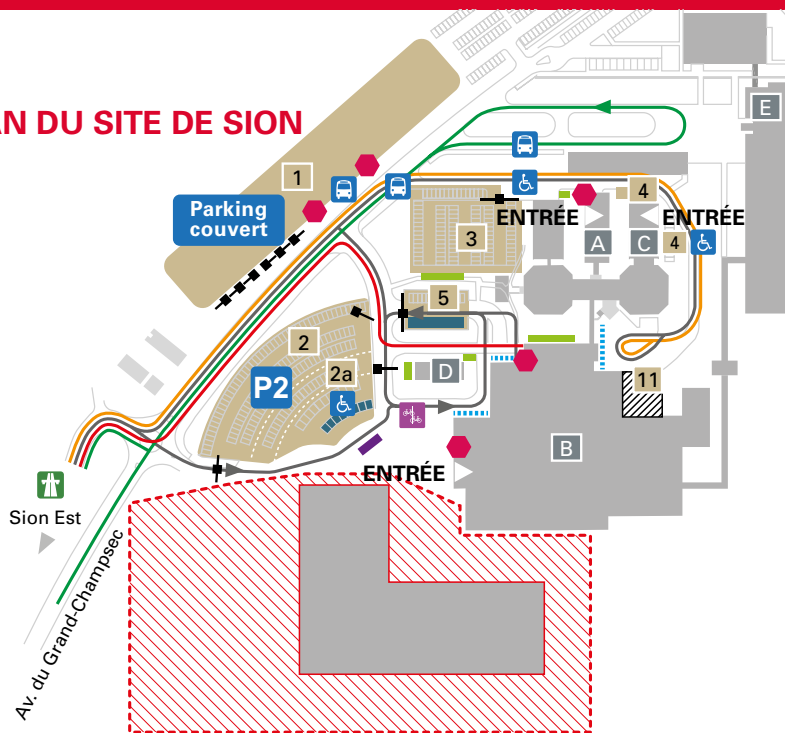 AN DU SITE DE SION
E
1
Parking
couvert
4
ENTRÉE
ENTRÉE
3
A
C
4
5
2
2a
D
P2
11
B
ENTRÉE
Sion Est
Av. du Grand-Champsec